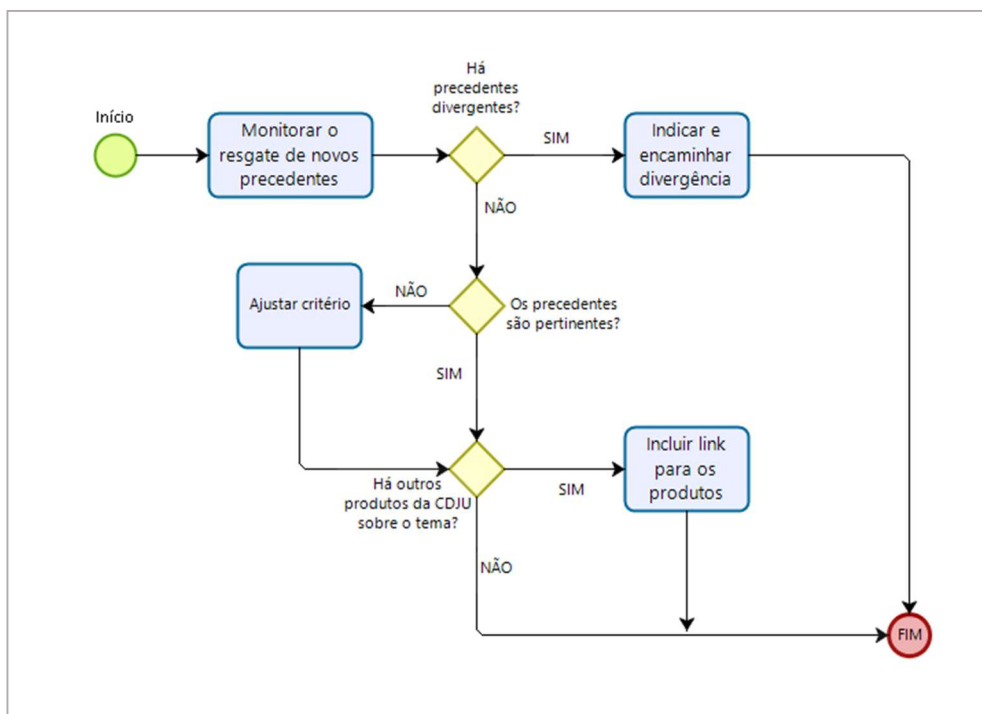 Há
precedentes
divergentes?
Início
Monitorar o
resgate de novos
precedentes
SIM
Indicar e
encaminhar
divergência
NÃO
Ajustar critério
NÃO
Os precedentes
são pertinentes?
SIM
Há outros
produtos da CDJU
sobre o tema?
SIM
Incluir link
para os
produtos
NÃO
FIM